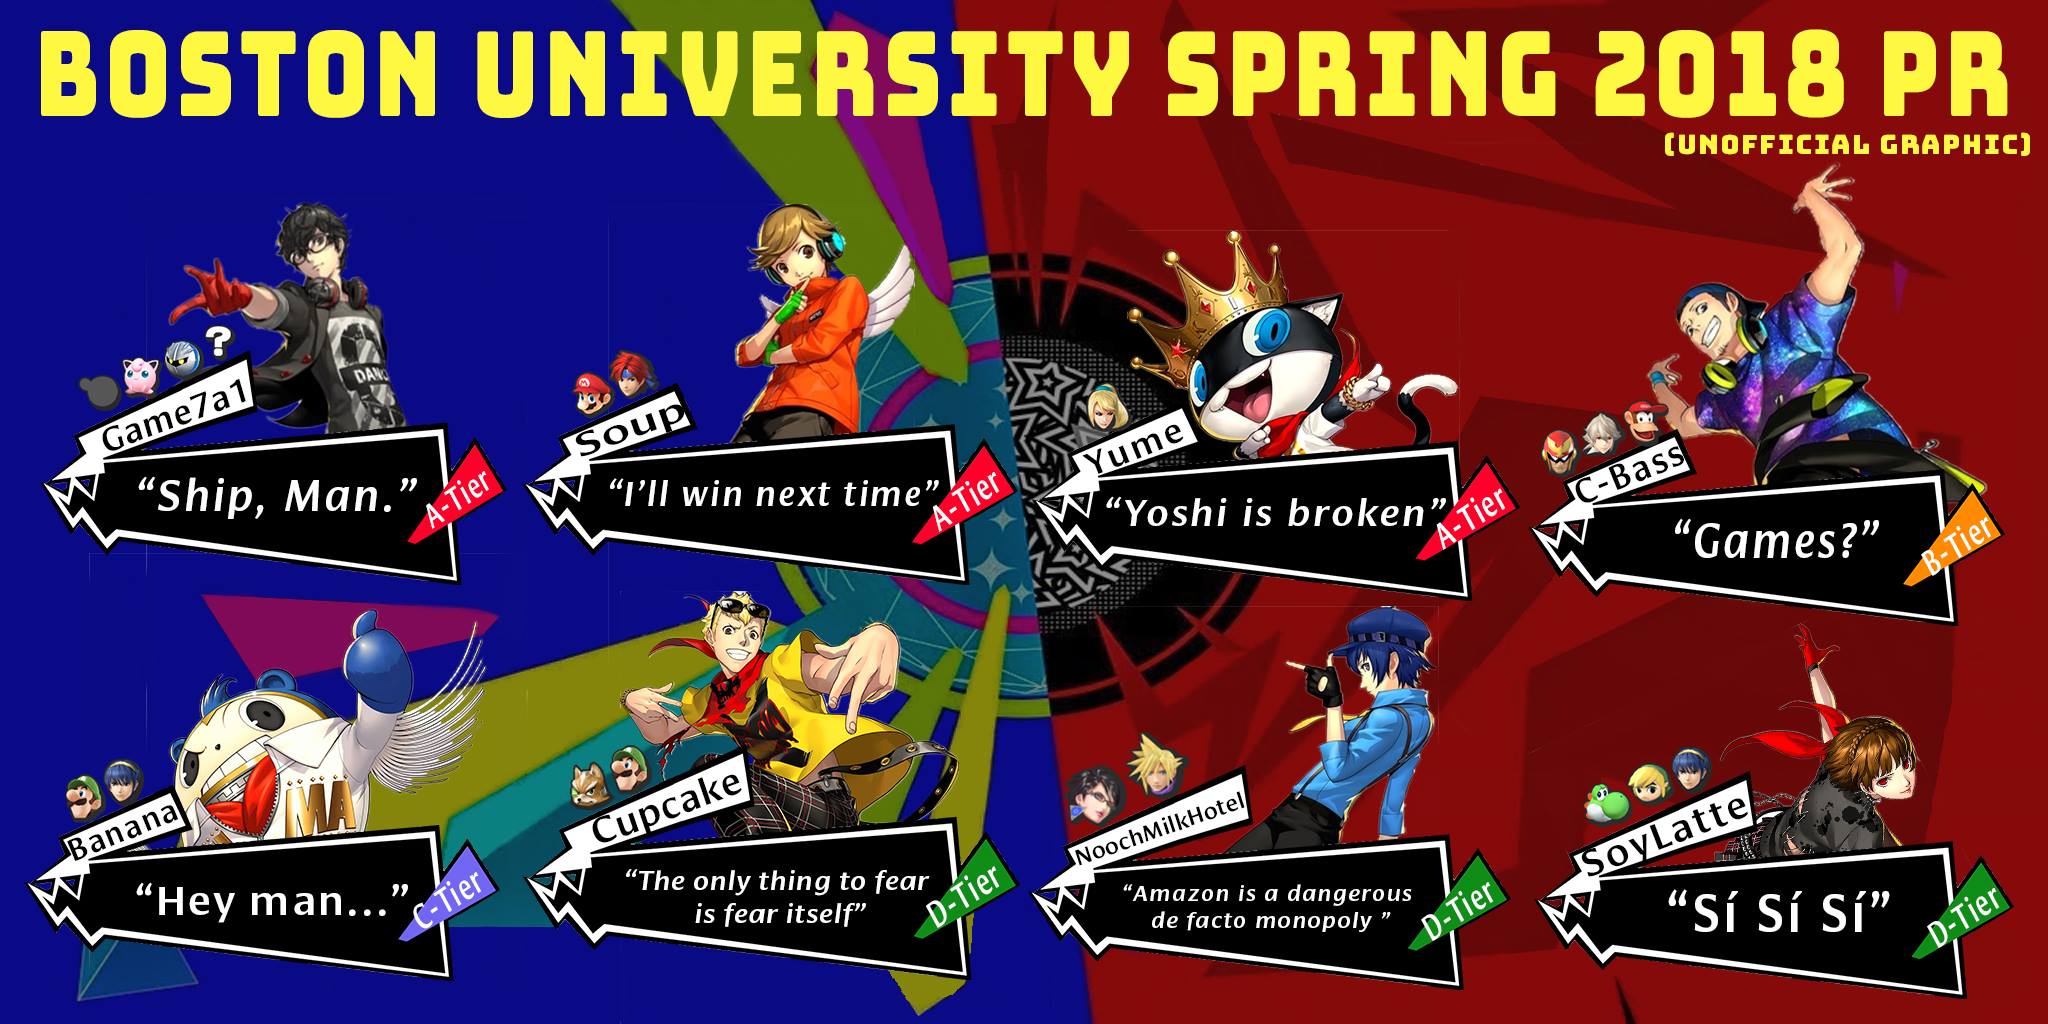 BOSTON UNIVERSITY SPRING 2018 PR
(UNOFFICIAL GRAPHIC)
?
Game7a1
"Ship, Man."
A-Tier
Soup
"I'll win next time"
A-Tier
Yume
"Yoshi is broken"
A-Tier
C-Bass
"Games?"
B-Tier
Banana
"Hey man..."
C-Tier
Cupcake
"The only thing to fear
is fear itself"
D-Tier
NoochMilkHotel
"Amazon is a dangerous
de facto monopoly "
D-Tier
SoyLatte
"Sí Sí Sí"
D-Tier
DANC
MA